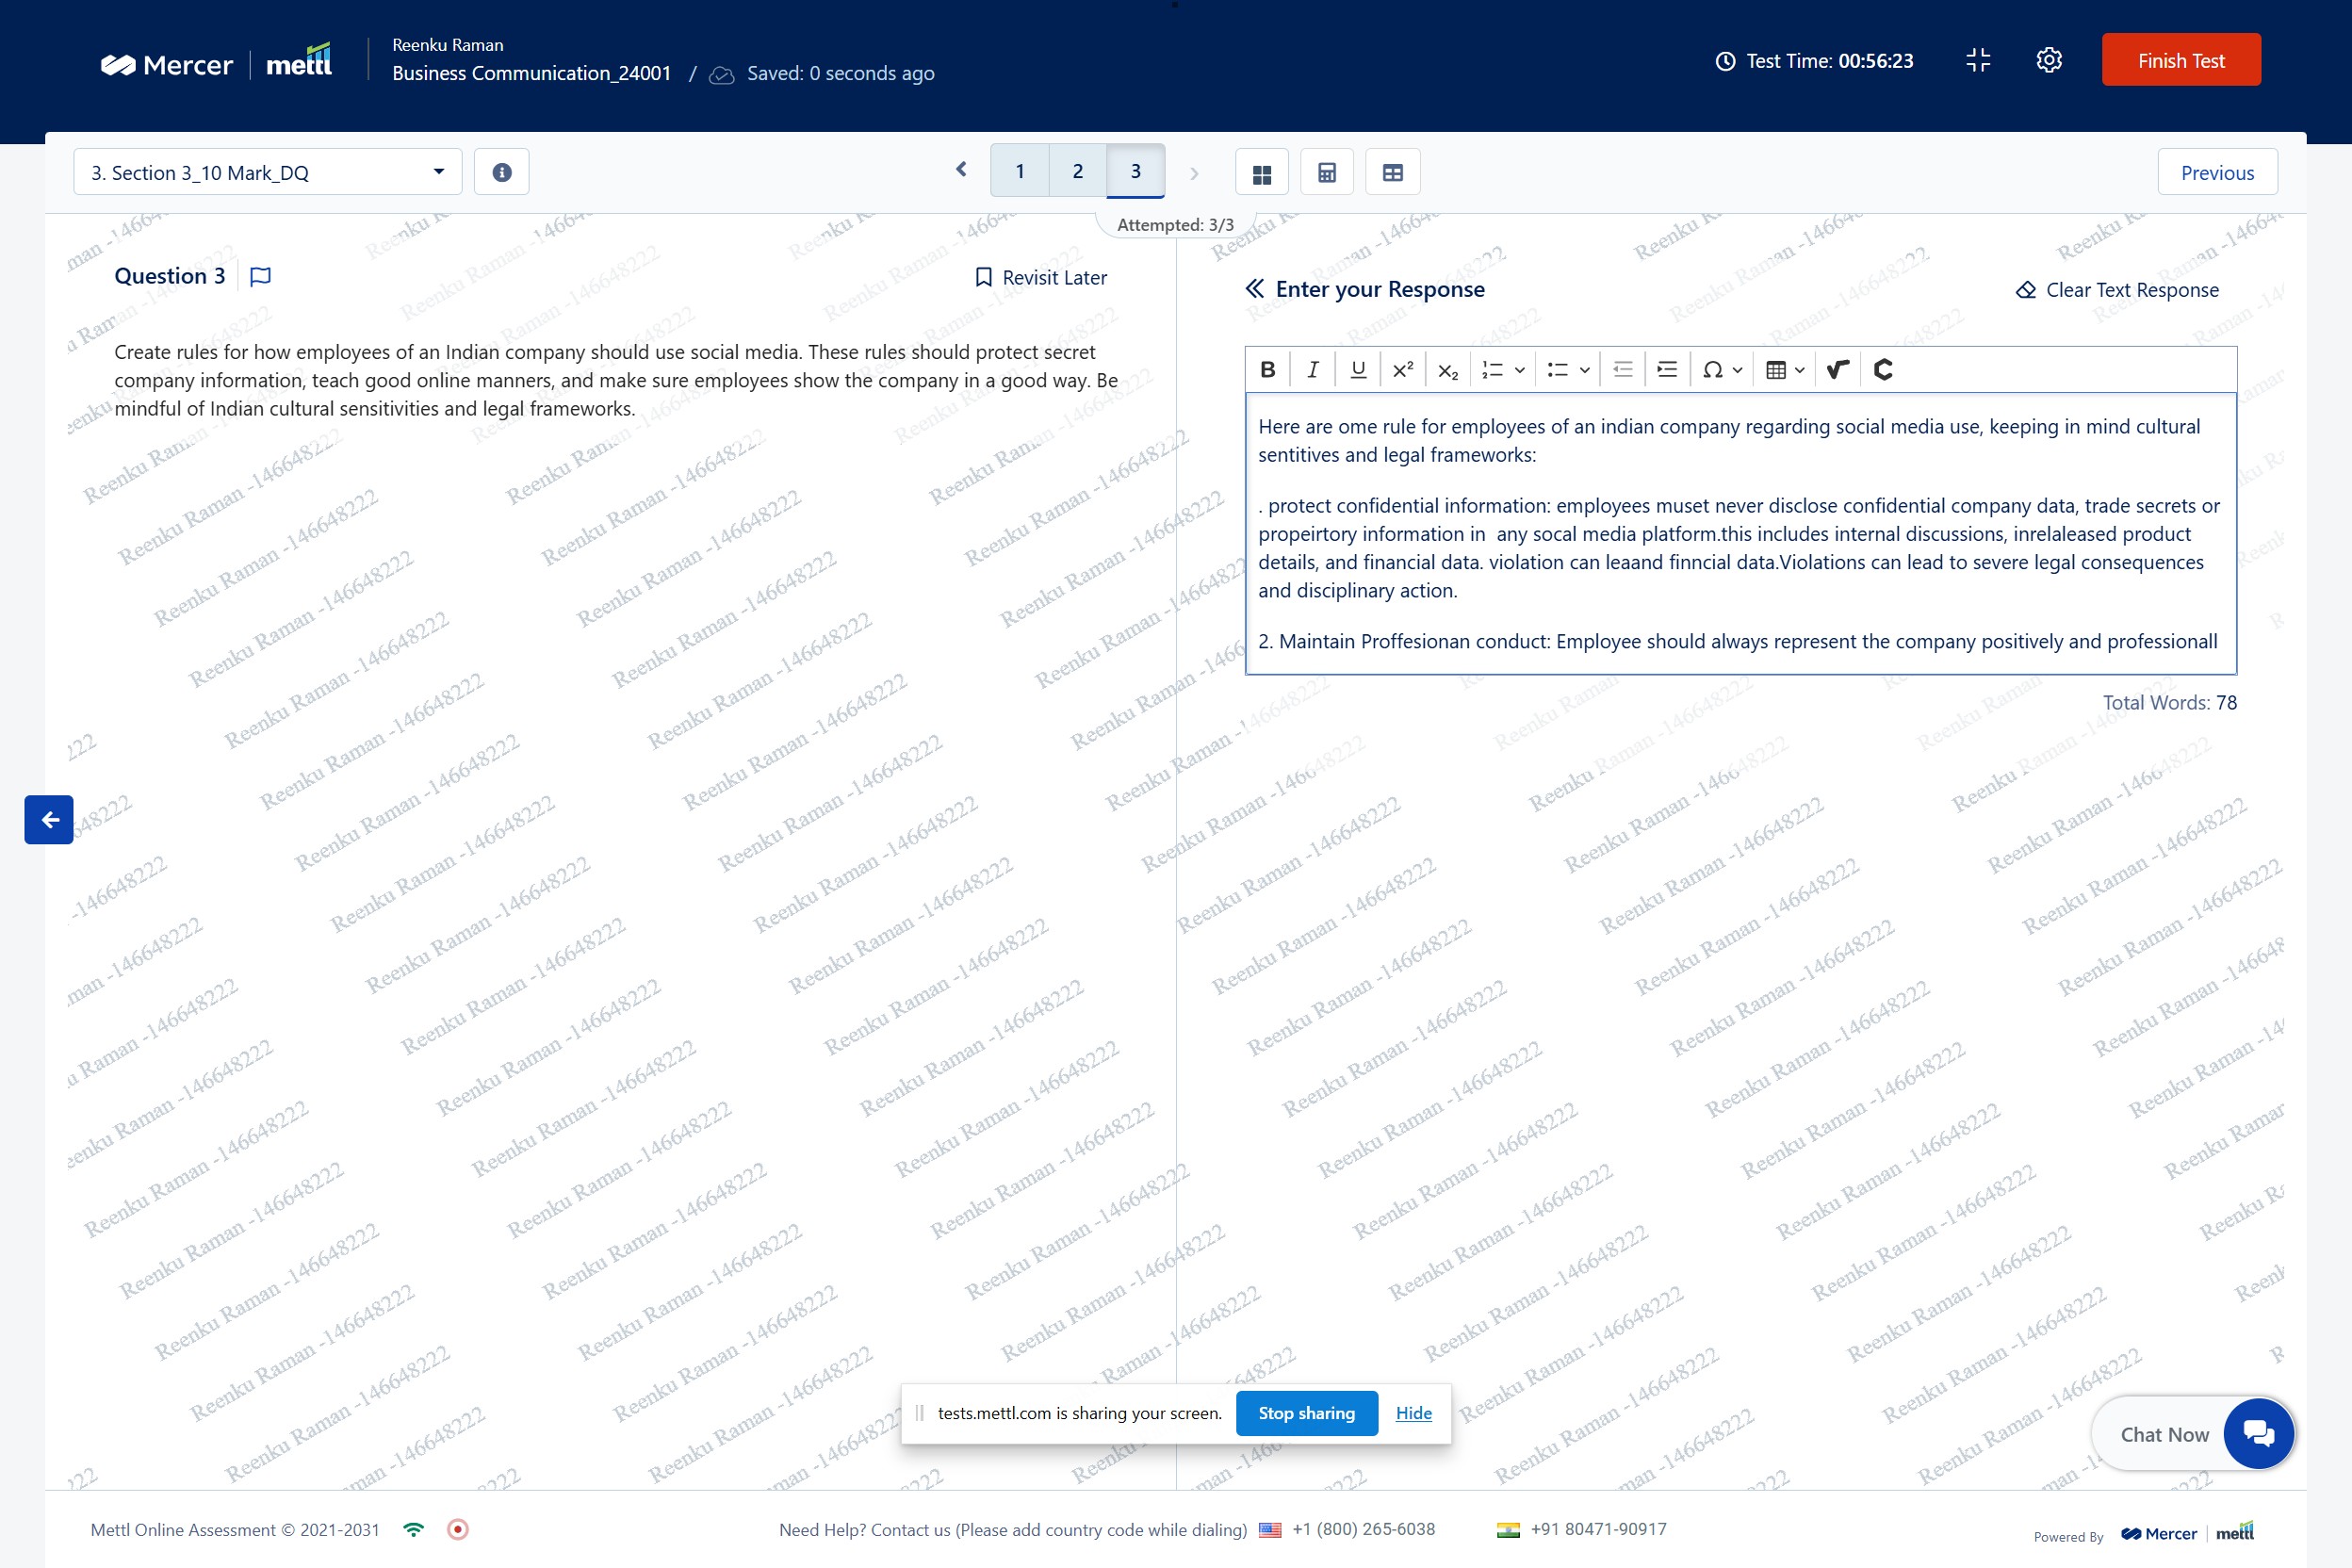 Mercer | mettl
Reenku Raman
Business Communication_24001 / Saved: 0 seconds ago
Test Time: 00:56:23
Finish Test
3. Section 3_10 Mark_DQ
1 2 3
Previous
Attempted: 3/3
Question 3
Revisit Later
Create rules for how employees of an Indian company should use social media. These rules should protect secret
company information, teach good online manners, and make sure employees show the company in a good way. Be
mindful of Indian cultural sensitivities and legal frameworks.
Enter your Response
Clear Text Response
Here are ome rule for employees of an indian company regarding social media use, keeping in mind cultural
sentitives and legal frameworks:
. protect confidential information: employees muset never disclose confidential company data, trade secrets or
propeirtory information in  any socal media platform.this includes internal discussions, inrelaleased product
details, and financial data. violation can leaand finncial data.Violations can lead to severe legal consequences
and disciplinary action.
2. Maintain Proffesionan conduct: Employee should always represent the company positively and professionall
Total Words: 78
Reenku Raman -146648222
tests.mettl.com is sharing your screen.
Stop sharing
Hide
Chat Now
Mettl Online Assessment © 2021-2031
Need Help? Contact us (Please add country code while dialing) +1 (800) 265-6038 +91 80471-90917
Powered By Mercer | mettl